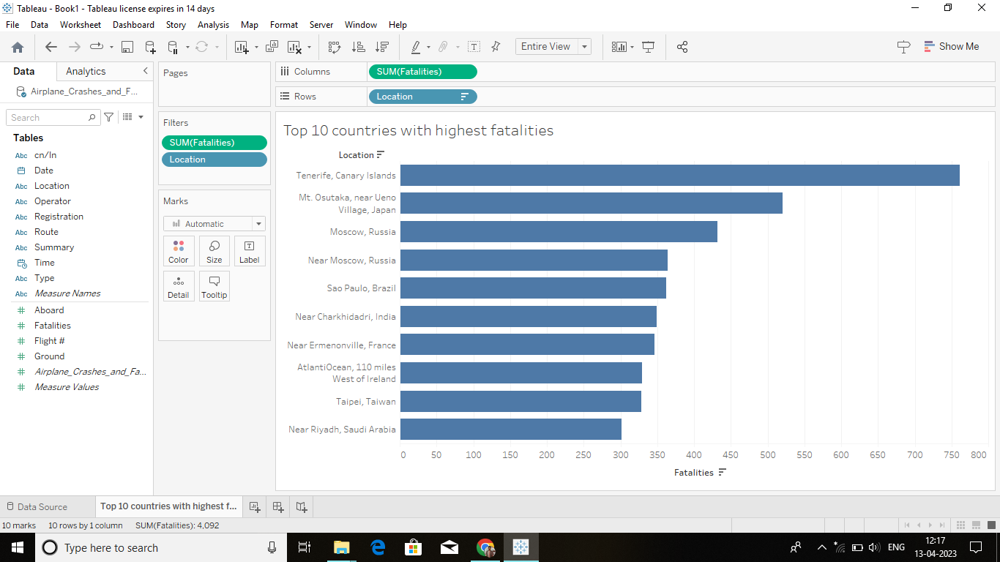 Tableau - Book1 - Tableau license expires in 14 days
File Data Worksheet Dashboard Story Analysis Map Format Server Window Help
Entire View
Show Me
Data Analytics
Airplane_Crashes_and_F...
Search
Tables
Abc cn/In
Date
Abc Location
Abc Operator
Abc Registration
Abc Route
Abc Summary
Time
Abc Type
Abc Measure Names
# Aboard
# Fatalities
# Flight #
# Ground
# Airplane_Crashes_and_Fa...
# Measure Values
Pages
Filters
SUM(Fatalities)
Location
Marks
Automatic
Color Size Label
Detail Tooltip
Columns SUM(Fatalities)
Rows Location
Top 10 countries with highest fatalities
Location
Tenerife, Canary Islands
Mt. Osutaka, near Ueno
Village, Japan
Moscow, Russia
Near Moscow, Russia
Sao Paulo, Brazil
Near Charkhidadri, India
Near Ermenonville, France
AtlantiOcean, 110 miles
West of Ireland
Taipei, Taiwan
Near Riyadh, Saudi Arabia
0 50 100 150 200 250 300 350 400 450 500 550 600 650 700 750 800
Fatalities
Data Source Top 10 countries with highest f...
10 marks 10 rows by 1 column SUM(Fatalities): 4,092
Type here to search
ENG
12:17
13-04-2023